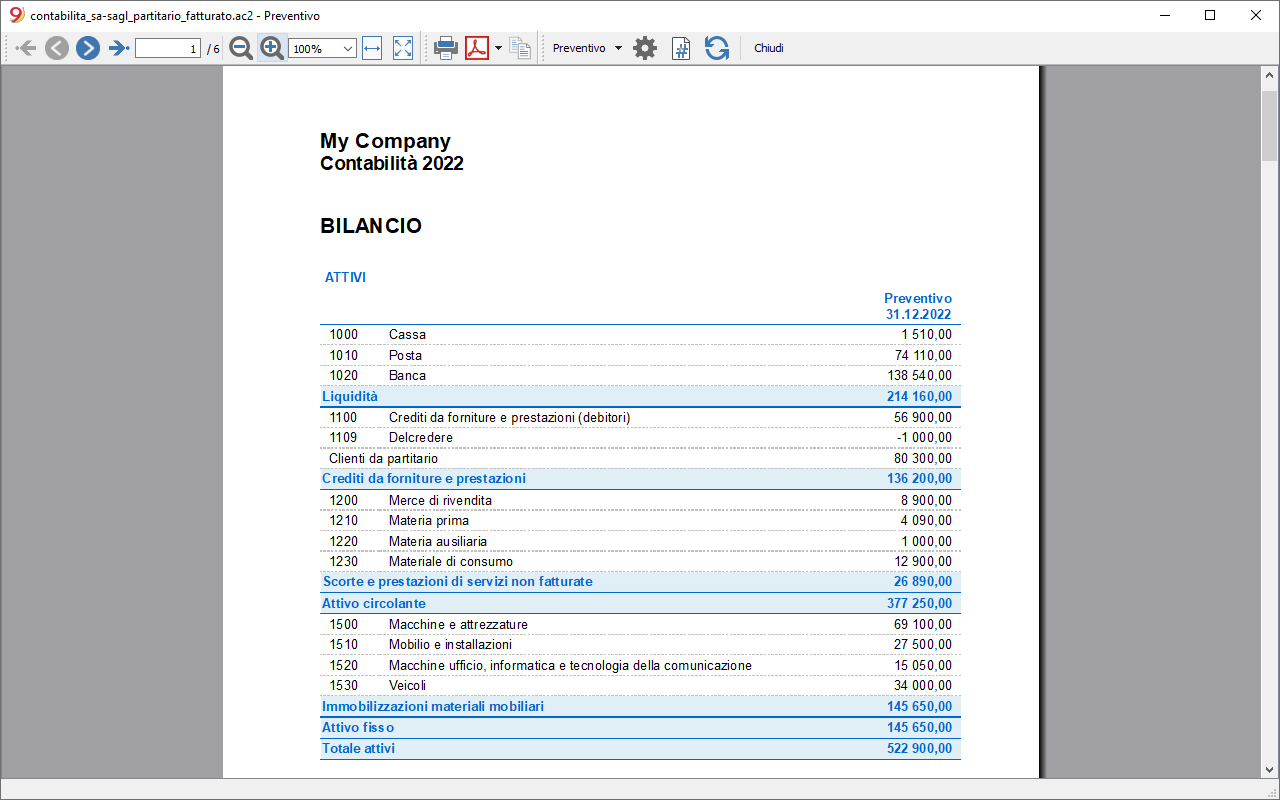 contabilita_sa-sagl_partitario_fatturato.ac2 - Preventivo
1 / 6 100% Preventivo Chiudi
My Company
Contabilità 2022
BILANCIO
ATTIVI
Preventivo
31.12.2022
1000 Cassa 1 510,00
1010 Posta 74 110,00
1020 Banca 138 540,00
Liquidità 214 160,00
1100 Crediti da forniture e prestazioni (debitori) 56 900,00
1109 Delcredere -1 000,00
Clienti da partitario 80 300,00
Crediti da forniture e prestazioni 136 200,00
1200 Merce di rivendita 8 900,00
1210 Materia prima 4 090,00
1220 Materia ausiliaria 1 000,00
1230 Materiale di consumo 12 900,00
Scorte e prestazioni di servizi non fatturate 26 890,00
Attivo circolante 377 250,00
1500 Macchine e attrezzature 69 100,00
1510 Mobilio e installazioni 27 500,00
1520 Macchine ufficio, informatica e tecnologia della comunicazione 15 050,00
1530 Veicoli 34 000,00
Immobilizzazioni materiali mobiliari 145 650,00
Attivo fisso 145 650,00
Totale attivi 522 900,00